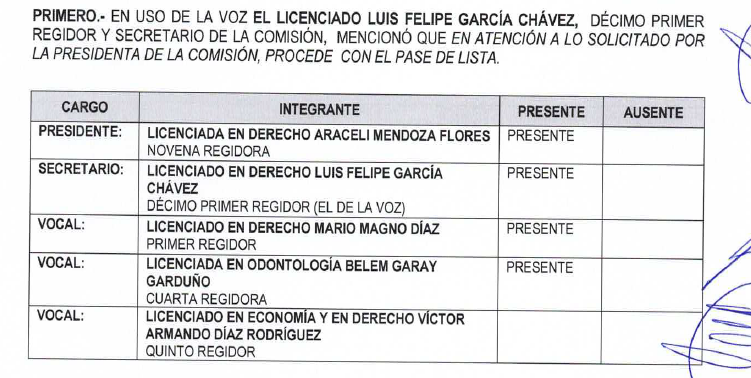 PRIMERO.- EN USO DE LA VOZ EL LICENCIADO LUIS FELIPE GARCÍA CHÁVEZ, DÉCIMO PRIMER
REGIDOR Y SECRETARIO DE LA COMISIÓN, MENCIONÓ QUE EN ATENCIÓN A LO SOLICITADO POR
LA PRESIDENTA DE LA COMISIÓN, PROCEDE CON EL PASE DE LISTA.
CARGO INTEGRANTE PRESENTE AUSENTE
PRESIDENTE: LICENCIADA EN DERECHO ARACELI MENDOZA FLORES PRESENTE
NOVENA REGIDORA
SECRETARIO: LICENCIADO EN DERECHO LUIS FELIPE GARCÍA PRESENTE
CHÁVEZ
DÉCIMO PRIMER REGIDOR (EL DE LA VOZ)
VOCAL: LICENCIADO EN DERECHO MARIO MAGNO DÍAZ PRESENTE
PRIMER REGIDOR
VOCAL: LICENCIADA EN ODONTOLOGÍA BELEM GARAY PRESENTE
GARDUÑO
CUARTA REGIDORA
VOCAL: LICENCIADO EN ECONOMÍA Y EN DERECHO VÍCTOR
ARMANDO DÍAZ RODRÍGUEZ
QUINTO REGIDOR